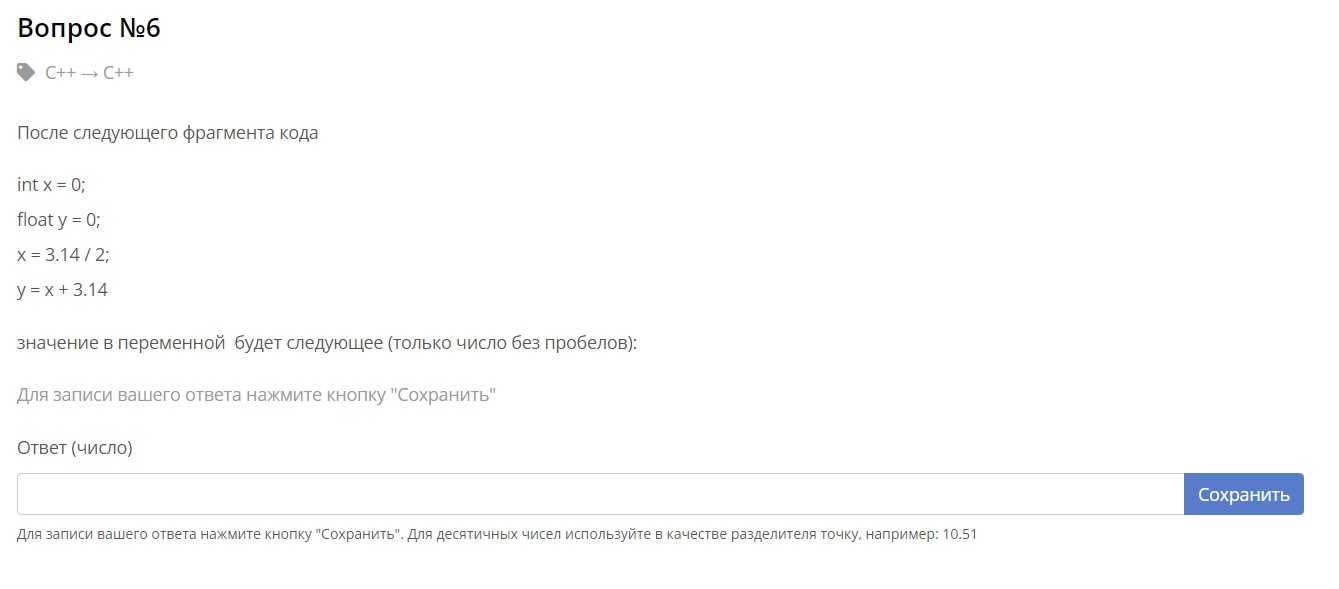 Вопрос №6
C++ → C++
После следующего фрагмента кода
int x = 0;
float y = 0;
x = 3.14 / 2;
y = x + 3.14
значение в переменной  будет следующее (только число без пробелов):
Для записи вашего ответа нажмите кнопку "Сохранить"
Ответ (число)
Сохранить
Для записи вашего ответа нажмите кнопку "Сохранить". Для десятичных чисел используйте в качестве разделителя точку, например: 10.51